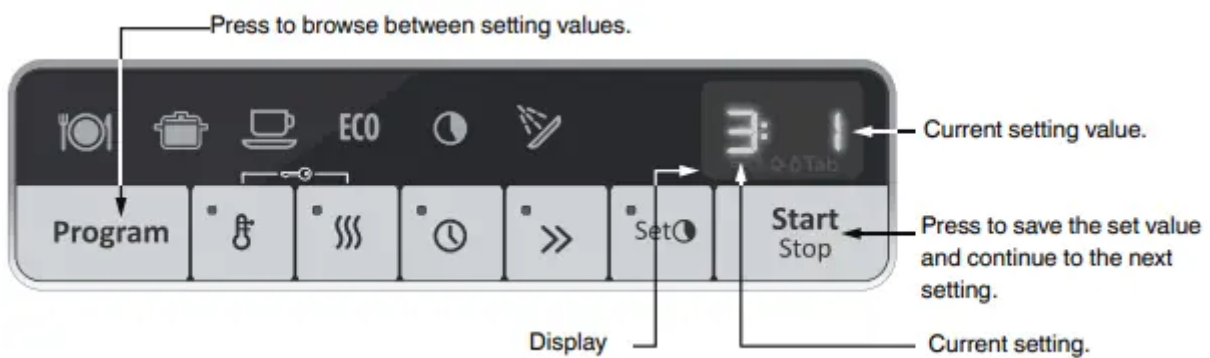 Press to browse between setting values.
ECO
3: 1
Tab
Current setting value.
Program
Set
Start
Stop
Press to save the set value
and continue to the next
setting.
Display
Current setting.